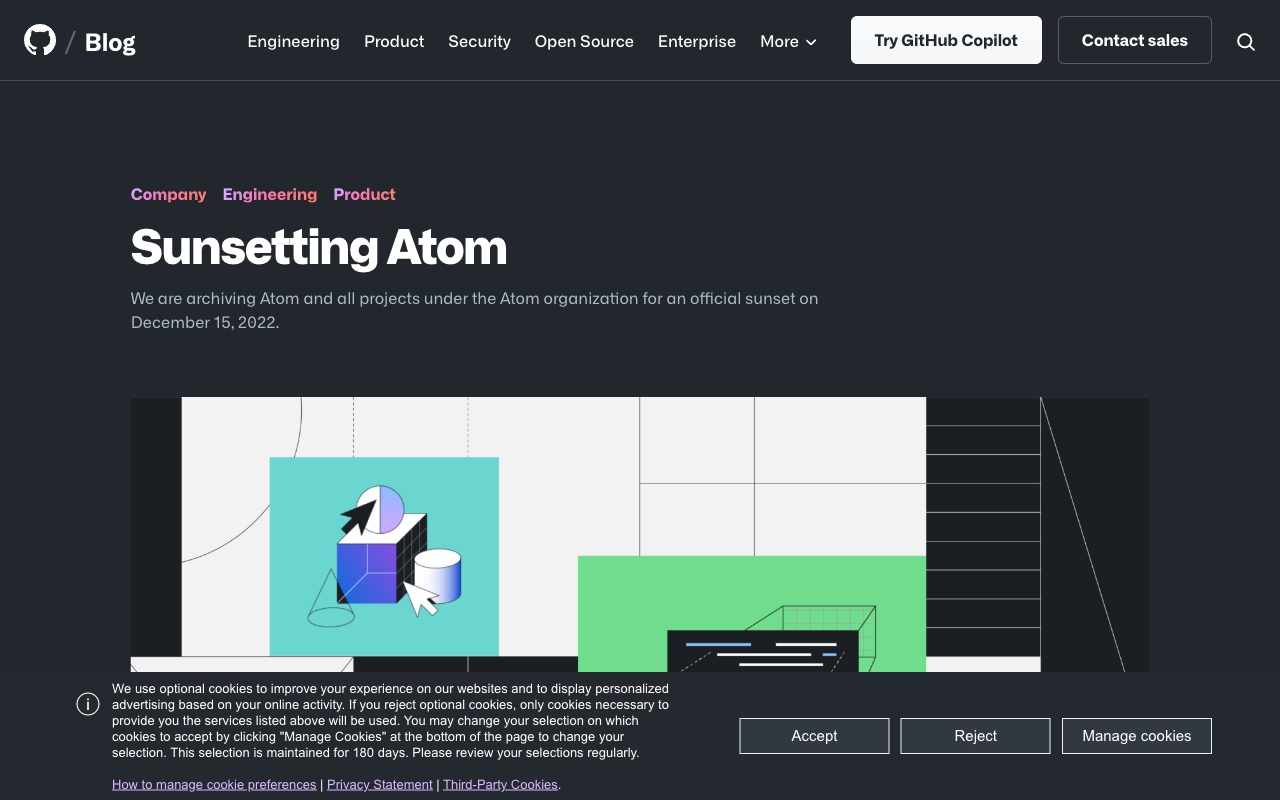 / Blog
Engineering Product Security Open Source Enterprise More
Try GitHub Copilot
Contact sales
Company Engineering Product
Sunsetting Atom
We are archiving Atom and all projects under the Atom organization for an official sunset on
December 15, 2022.
We use optional cookies to improve your experience on our websites and to display personalized
advertising based on your online activity. If you reject optional cookies, only cookies necessary to
provide you the services listed above will be used. You may change your selection on which
cookies to accept by clicking "Manage Cookies" at the bottom of the page to change your
selection. This selection is maintained for 180 days. Please review your selections regularly.
How to manage cookie preferences | Privacy Statement | Third-Party Cookies.
Accept
Reject
Manage cookies